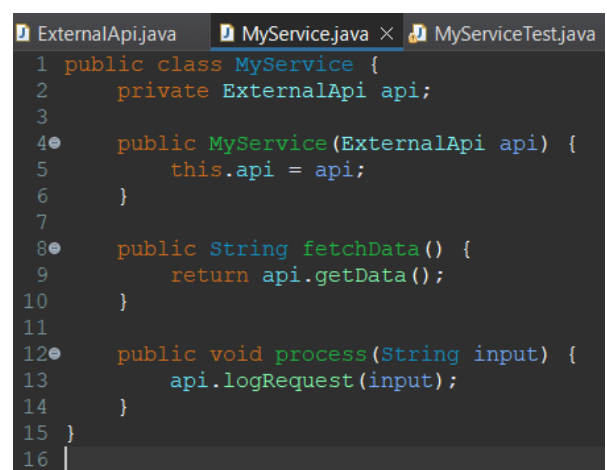 ExternalApi.java MyService.java MyServiceTest.java
1 public class MyService {
2     private ExternalApi api;
3
4     public MyService(ExternalApi api) {
5         this.api = api;
6     }
7
8     public String fetchData() {
9         return api.getData();
10     }
11
12     public void process(String input) {
13         api.logRequest(input);
14     }
15 }
16